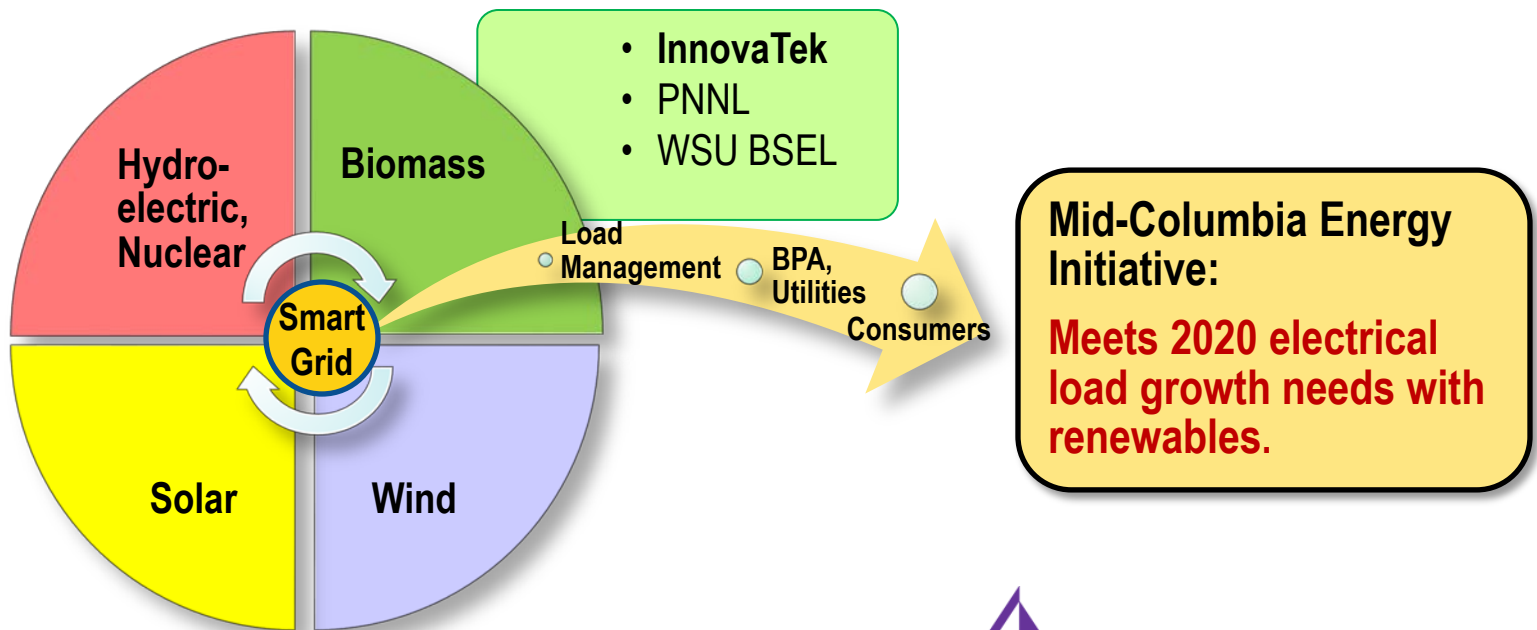 • InnovaTek
• PNNL
• WSU BSEL
Hydro-
electric,
Nuclear
Biomass
Smart
Grid
Solar
Wind
Load
Management
BPA,
Utilities
Consumers
Mid-Columbia Energy
Initiative:
Meets 2020 electrical
load growth needs with
renewables.